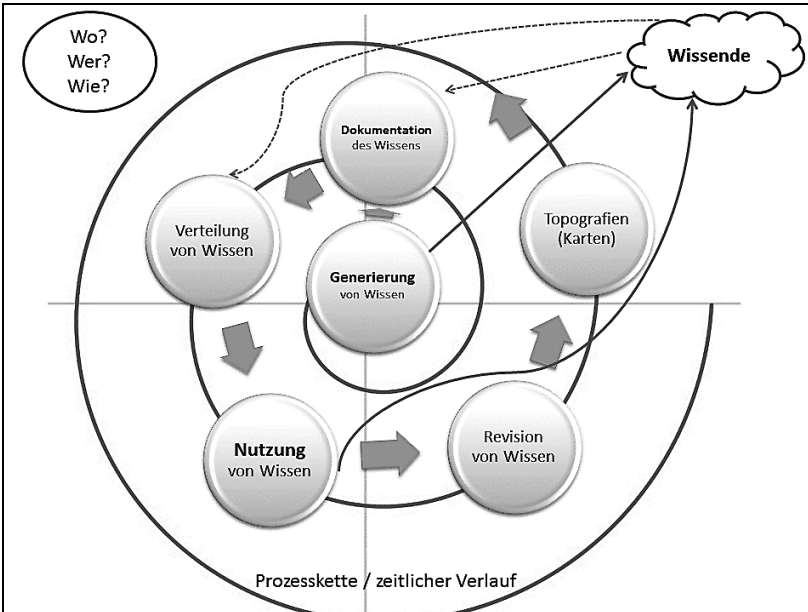 Wo?
Wer?
Wie?
Wissende
Dokumentation
des Wissens
Verteilung
von Wissen
Topografien
(Karten)
Generierung
von Wissen
Nutzung
von Wissen
Revision
von Wissen
Prozesskette / zeitlicher Verlauf